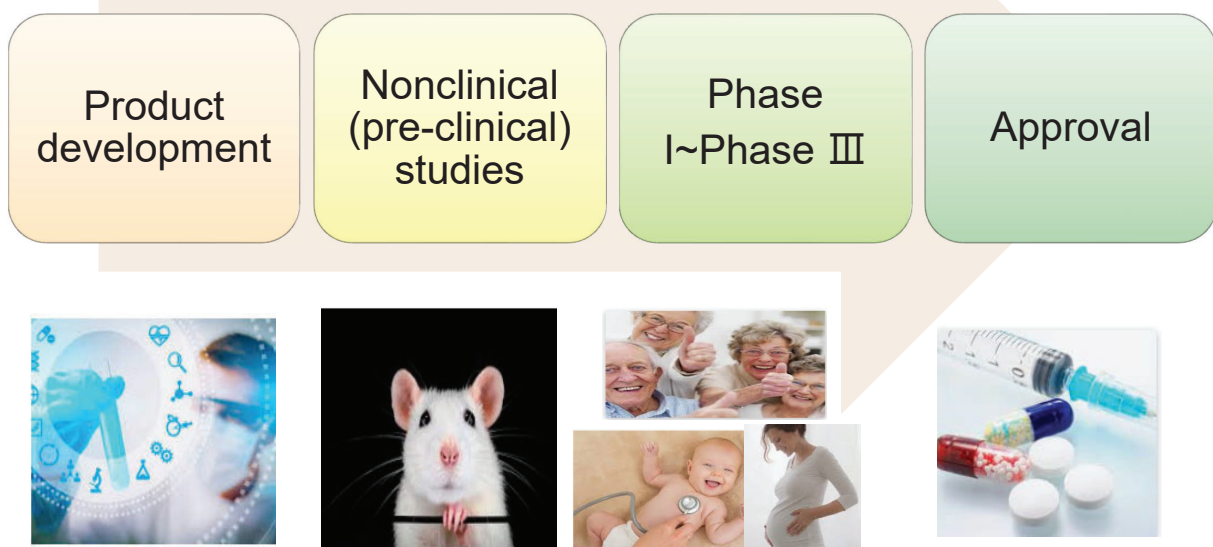 Product
development
Nonclinical
(pre-clinical)
studies
Phase
I~Phase Ⅲ
Approval